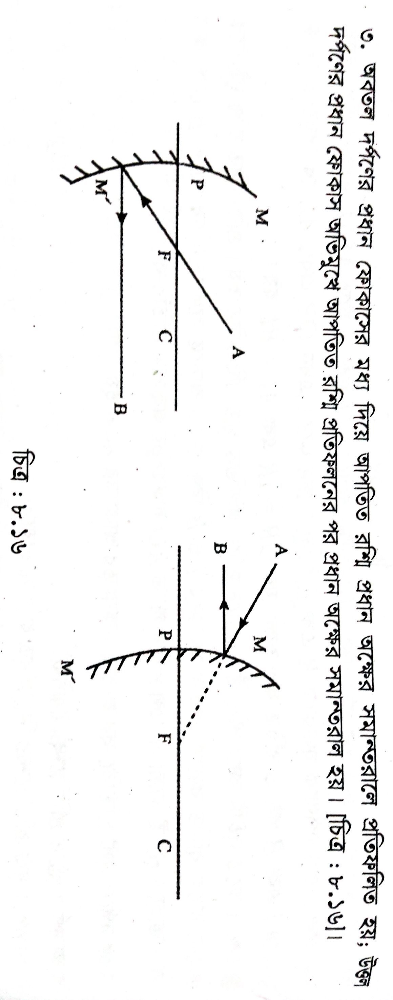 ৩. অবতল দর্পণের প্রধান ফোকাসের মধ্য দিয়ে আপতিত রশ্মি প্রধান অক্ষের সমান্তরালে প্রতিফলিত হয়; উত্তল
দর্পণের প্রধান ফোকাস অভিমুখে আপতিত রশ্মি প্রতিফলনের পর প্রধান অক্ষের সমান্তরাল হয়। [চিত্র : ৮.১৬]।
M
A
P
F
C
M´
B
A
B
M
P
F
C
M´
চিত্র : ৮.১৬